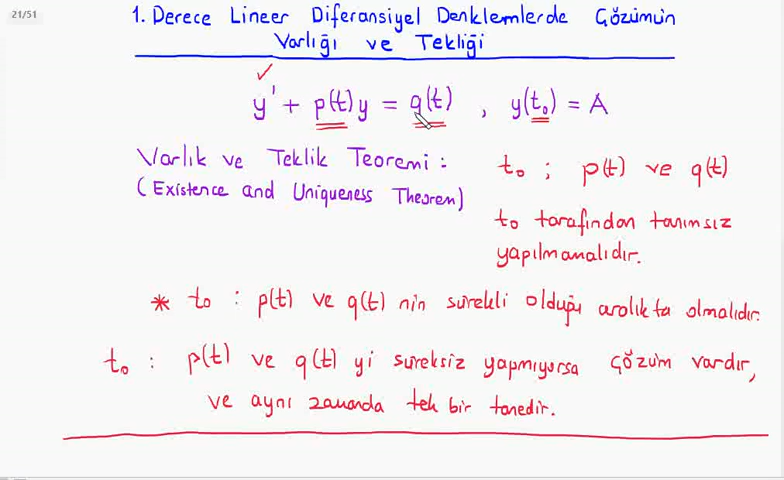 21/51
1. Derece Lineer Diferansiyel Denklemlerde Çözümün
Varlığı ve Tekliği
y' + p(t)y = q(t) , y(t₀) = A
Varlık ve Teklik Teoremi :
(Existence and Uniqueness Theorem)
t₀ ; p(t) ve q(t)
t₀ tarafından tanımsız
yapılmamalıdır.
* t₀ : p(t) ve q(t) nin sürekli olduğu aralıkta olmalıdır.
t₀ : p(t) ve q(t) yi süreksiz yapmıyorsa çözüm vardır,
ve aynı zamanda tek bir tanedir.